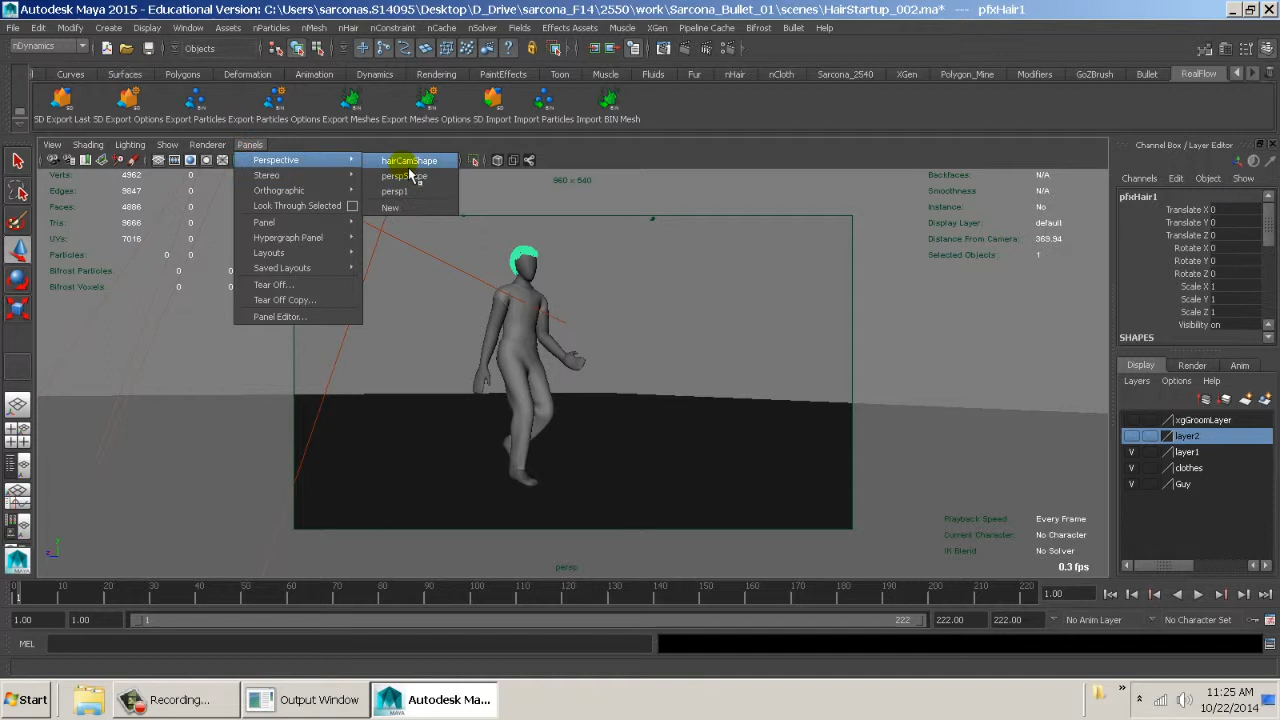 Autodesk Maya 2015 - Educational Version: C:\Users\sarconas.S14095\Desktop\D_Drive\sarcona_F14\2550\work\Sarcona_Bullet_01\scenes\HairStartup_002.ma* --- pfxHair1
File Edit Modify Create Display Window Assets nParticles nMesh nHair nConstraint nCache nSolver Fields Effects Assets Muscle XGen Pipeline Cache Bifrost Bullet Help
nDynamics Objects
Curves Surfaces Polygons Deformation Animation Dynamics Rendering PaintEffects Toon Muscle Fluids Fur nHair nCloth Sarcona_2540 XGen Polygon_Mine Modifiers GoZBrush Bullet RealFlow
SD Export Last SD Export Options Export Particles Export Particles Options Export Meshes Export Meshes Options SD Import Import Particles Import BIN Mesh
View Shading Lighting Show Renderer Panels
Channel Box / Layer Editor
Perspective
Stereo
Orthographic
Look Through Selected
Panel
Hypergraph Panel
Layouts
Saved Layouts
Tear Off...
Tear Off Copy...
Panel Editor...
hairCamShape
perspShape
persp1
New
Verts: 4962 0
Edges: 9847 0
Faces: 4886 0
Tris: 9666 0
UVs: 7016 0
Particles: 0 0
Bifrost Particles: 0
Bifrost Voxels: 0
960 x 540
Backfaces: N/A
Smoothness: N/A
Instance: No
Display Layer: default
Distance From Camera: 369.94
Selected Objects: 1
Playback Speed: Every Frame
Current Character: No Character
IK Blend: No Solver
0.3 fps
persp
Channels Edit Object Show
pfxHair1
Translate X 0
Translate Y 0
Translate Z 0
Rotate X 0
Rotate Y 0
Rotate Z 0
Scale X 1
Scale Y 1
Scale Z 1
Visibility on
SHAPES
Display Render Anim
Layers Options Help
xgGroomLayer
layer2
V layer1
V clothes
V Guy
0 10 20 30 40 50 60 70 80 90 100 110 120 130 140 150 160 170 180 190 200 210 220
1.00
1.00 1.00 1 222 222.00 222.00 No Anim Layer No Character Set
MEL
Start Recording... Output Window Autodesk Ma...
11:25 AM
10/22/2014